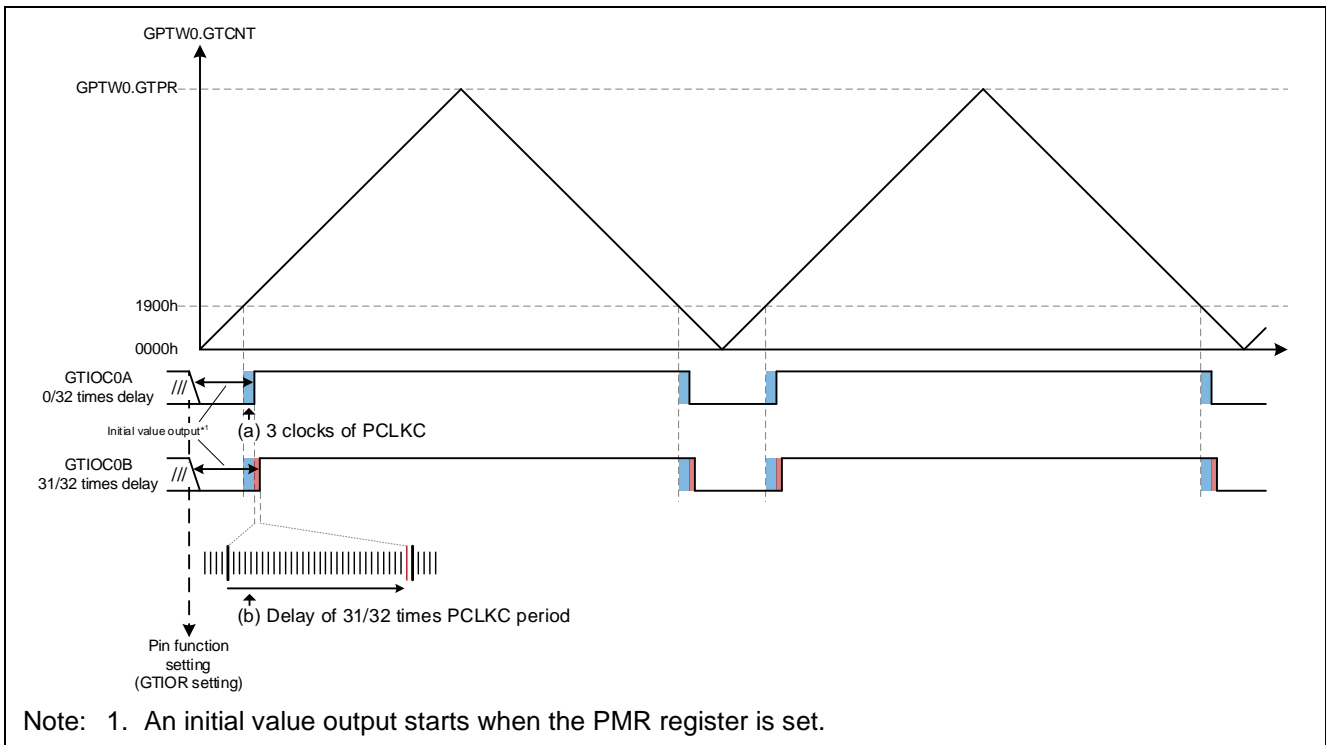 GPTW0.GTCNT
GPTW0.GTPR
1900h
0000h
GTIOC0A
0/32 times delay
///
Initial value output*1
(a) 3 clocks of PCLKC
GTIOC0B
31/32 times delay
///
(b) Delay of 31/32 times PCLKC period
Pin function
setting
(GTIOR setting)
Note: 1. An initial value output starts when the PMR register is set.